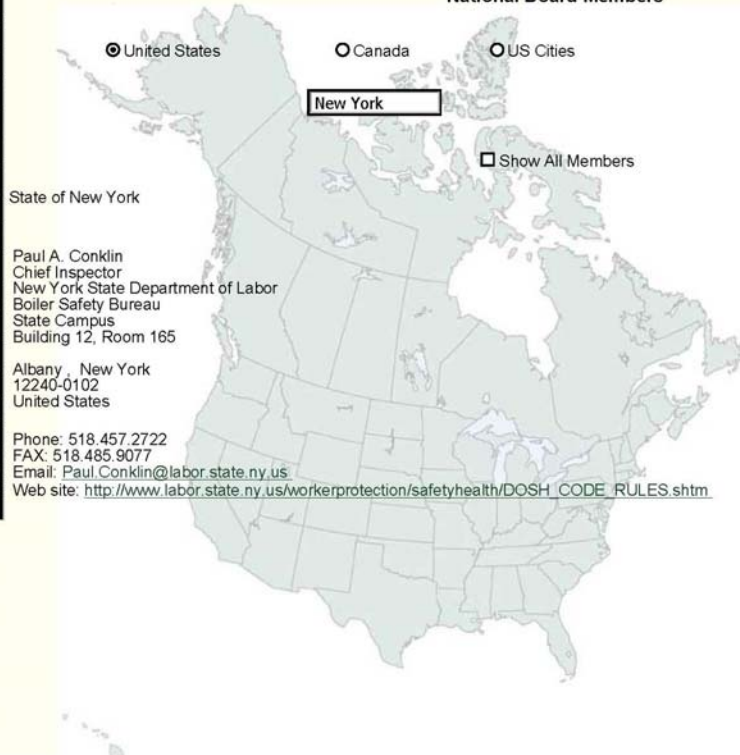 National Board Members
United States
Canada
US Cities
New York
Show All Members
State of New York
Paul A. Conklin
Chief Inspector
New York State Department of Labor
Boiler Safety Bureau
State Campus
Building 12, Room 165
Albany , New York
12240-0102
United States
Phone: 518.457.2722
FAX: 518.485.9077
Email: Paul.Conklin@labor.state.ny.us
Web site: http://www.labor.state.ny.us/workerprotection/safetyhealth/DOSH_CODE_RULES.shtm